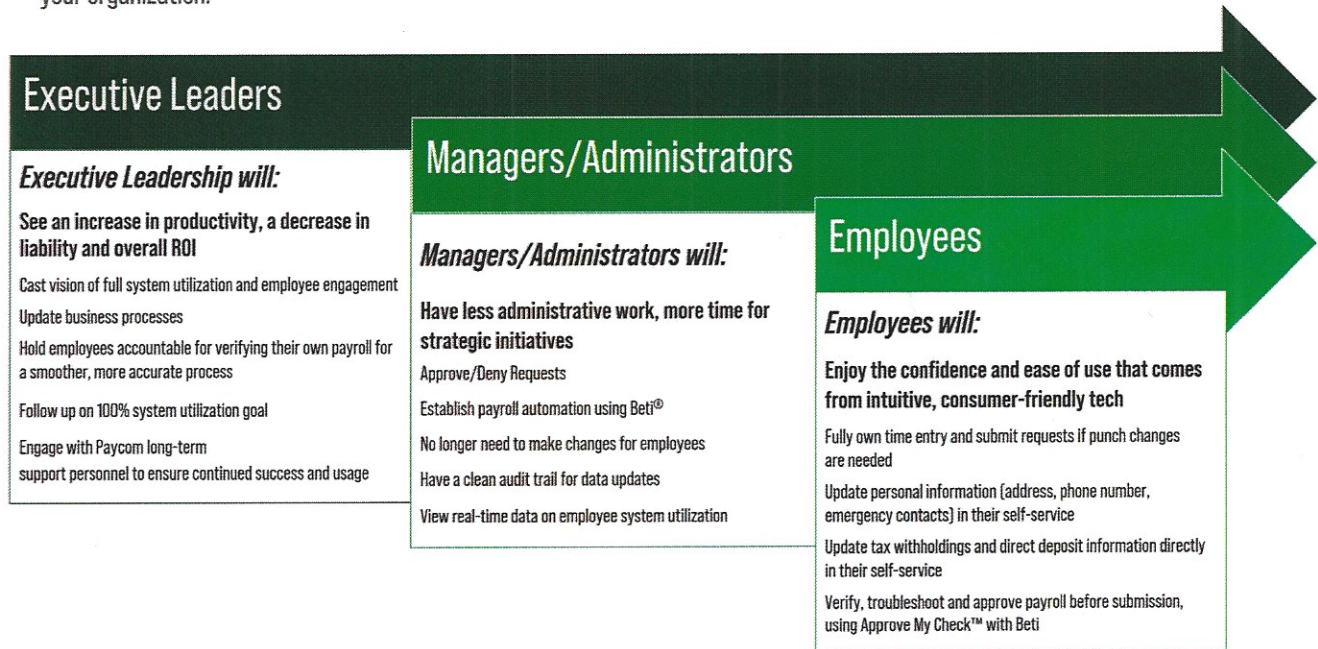 your organization.
Executive Leaders
Executive Leadership will:
See an increase in productivity, a decrease in
liability and overall ROI
Cast vision of full system utilization and employee engagement
Update business processes
Hold employees accountable for verifying their own payroll for
a smoother, more accurate process
Follow up on 100% system utilization goal
Engage with Paycom long-term
support personnel to ensure continued success and usage
Managers/Administrators
Managers/Administrators will:
Have less administrative work, more time for
strategic initiatives
Approve/Deny Requests
Establish payroll automation using Beti®
No longer need to make changes for employees
Have a clean audit trail for data updates
View real-time data on employee system utilization
Employees
Employees will:
Enjoy the confidence and ease of use that comes
from intuitive, consumer-friendly tech
Fully own time entry and submit requests if punch changes
are needed
Update personal information (address, phone number,
emergency contacts) in their self-service
Update tax withholdings and direct deposit information directly
in their self-service
Verify, troubleshoot and approve payroll before submission,
using Approve My Check™ with Beti